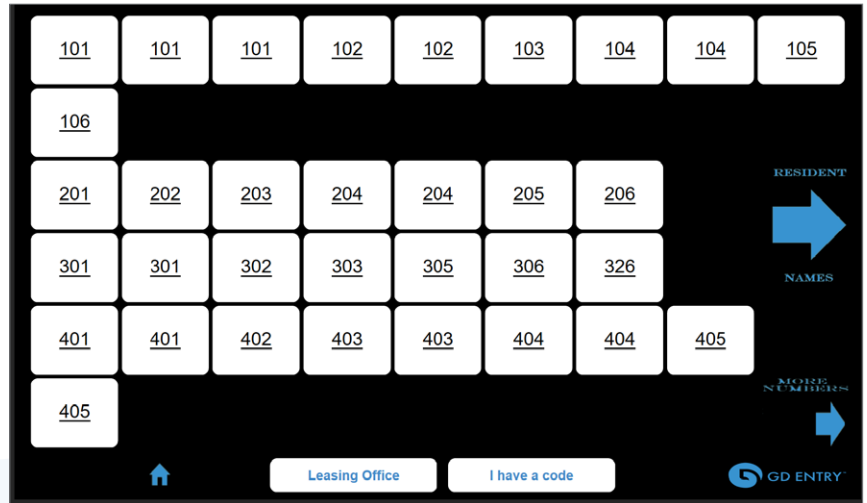 101 101 101 102 102 103 104 104 105
106
201 202 203 204 204 205 206
RESIDENT
NAMES
301 301 302 303 305 306 326
401 401 402 403 403 404 404 405
MORE
NUMBERS
405
Leasing Office I have a code
GD ENTRY